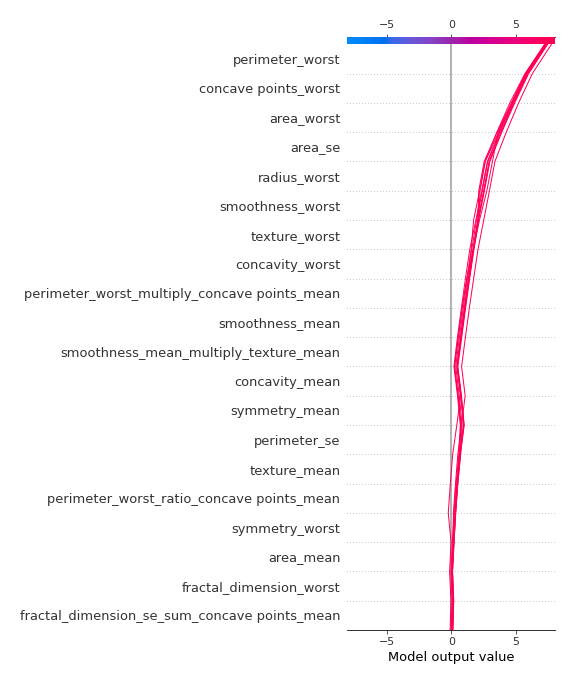 −5 0 5
perimeter_worst
concave points_worst
area_worst
area_se
radius_worst
smoothness_worst
texture_worst
concavity_worst
perimeter_worst_multiply_concave points_mean
smoothness_mean
smoothness_mean_multiply_texture_mean
concavity_mean
symmetry_mean
perimeter_se
texture_mean
perimeter_worst_ratio_concave points_mean
symmetry_worst
area_mean
fractal_dimension_worst
fractal_dimension_se_sum_concave points_mean
−5 0 5
Model output value